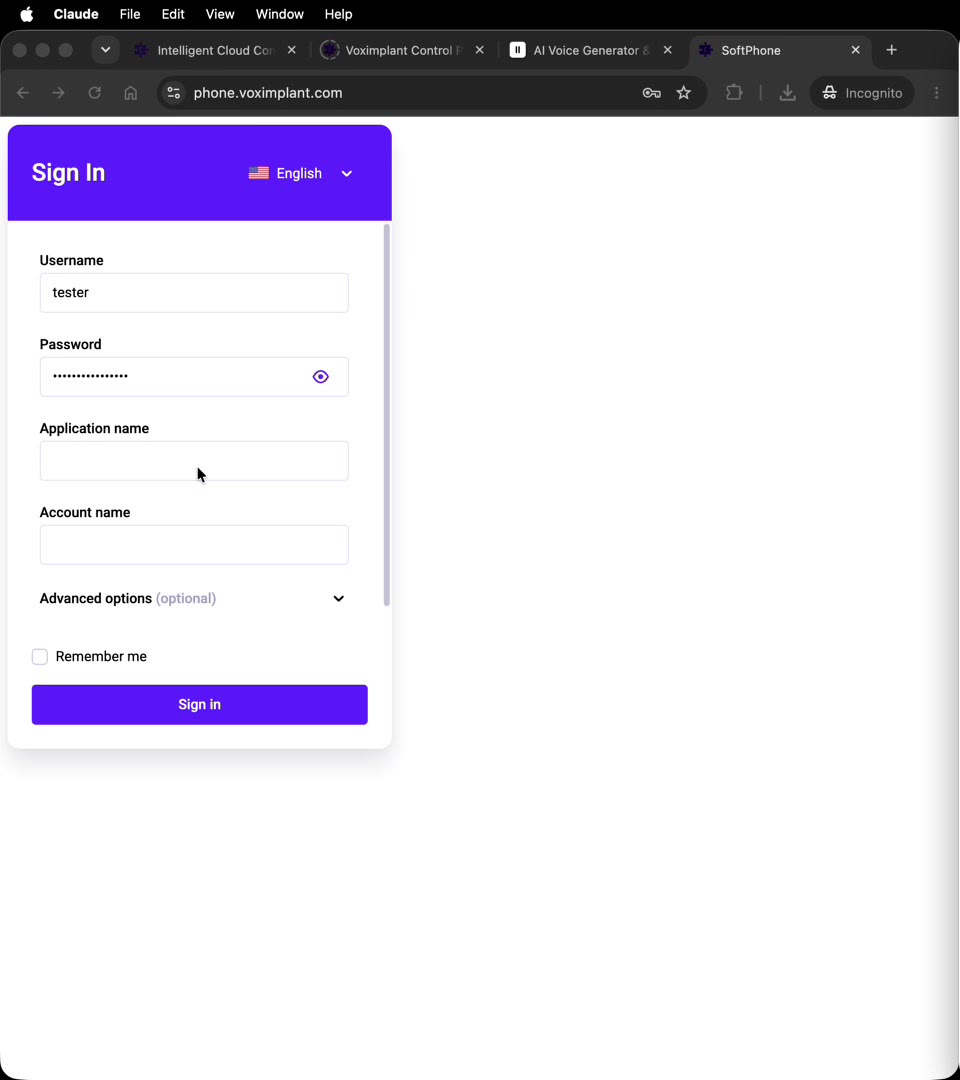 Claude File Edit View Window Help
Intelligent Cloud Con
Voximplant Control P
AI Voice Generator &
SoftPhone
phone.voximplant.com
Incognito
Sign In
English
Username
tester
Password
Application name
Account name
Advanced options (optional)
Remember me
Sign in